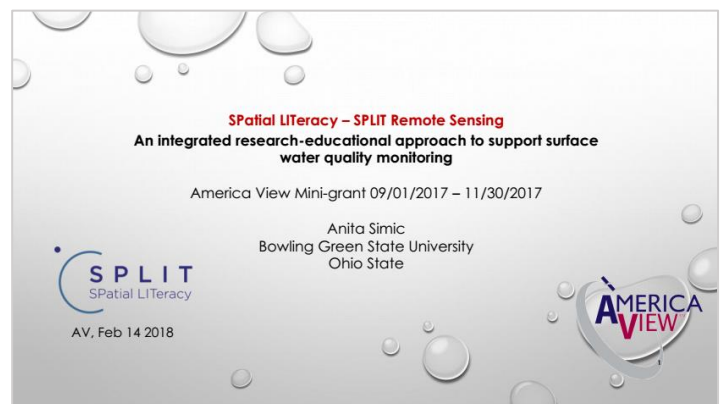 SPatial LITeracy – SPLIT Remote Sensing
An integrated research-educational approach to support surface
water quality monitoring
America View Mini-grant 09/01/2017 – 11/30/2017
Anita Simic
Bowling Green State University
Ohio State
SPLIT
SPatial LITeracy
AV, Feb 14 2018
AMERICA
VIEW